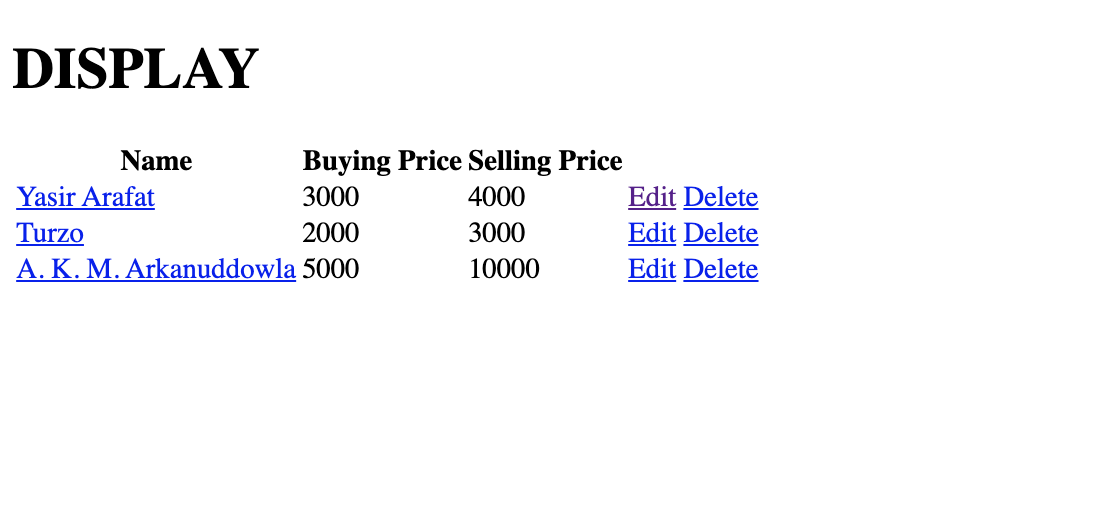 DISPLAY
Name Buying Price Selling Price
Yasir Arafat 3000 4000 Edit Delete
Turzo 2000 3000 Edit Delete
A. K. M. Arkanuddowla 5000 10000 Edit Delete